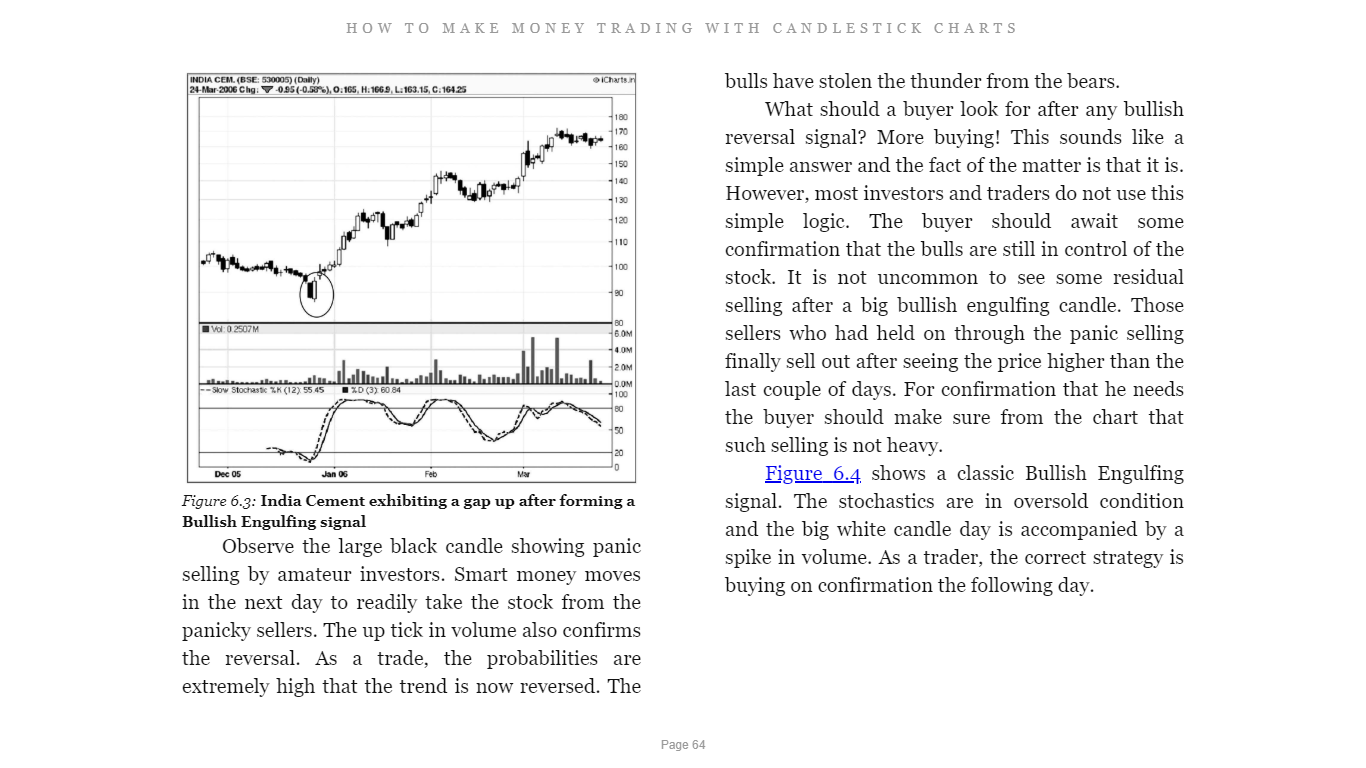 HOW TO MAKE MONEY TRADING WITH CANDLESTICK CHARTS
INDIA CEM. (BSE: 530005) (Daily)
© iCharts.in
24-Mar-2006 Chg: -0.95 (-0.58%), O:165, H:166.9, L:163.15, C:164.25
180
170
160
150
140
130
120
110
100
90
80
Vol: 0.2507M
6.0M
4.0M
2.0M
0.0M
Slow Stochastic %K (12): 55.45 %D (3): 60.84
100
80
50
20
0
Dec 05 Jan 06 Feb Mar
Figure 6.3: India Cement exhibiting a gap up after forming a
Bullish Engulfing signal
Observe the large black candle showing panic
selling by amateur investors. Smart money moves
in the next day to readily take the stock from the
panicky sellers. The up tick in volume also confirms
the reversal. As a trade, the probabilities are
extremely high that the trend is now reversed. The
bulls have stolen the thunder from the bears.
What should a buyer look for after any bullish
reversal signal? More buying! This sounds like a
simple answer and the fact of the matter is that it is.
However, most investors and traders do not use this
simple logic. The buyer should await some
confirmation that the bulls are still in control of the
stock. It is not uncommon to see some residual
selling after a big bullish engulfing candle. Those
sellers who had held on through the panic selling
finally sell out after seeing the price higher than the
last couple of days. For confirmation that he needs
the buyer should make sure from the chart that
such selling is not heavy.
Figure 6.4 shows a classic Bullish Engulfing
signal. The stochastics are in oversold condition
and the big white candle day is accompanied by a
spike in volume. As a trader, the correct strategy is
buying on confirmation the following day.
Page 64